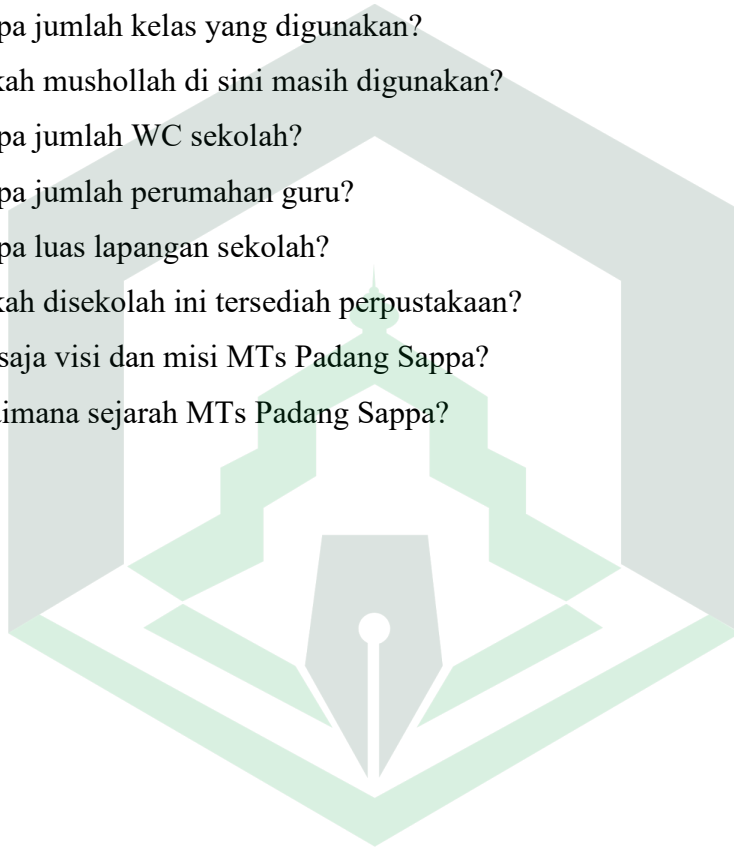 pa jumlah kelas yang digunakan?
kah mushollah di sini masih digunakan?
pa jumlah WC sekolah?
pa jumlah perumahan guru?
pa luas lapangan sekolah?
kah disekolah ini tersediah perpustakaan?
saja visi dan misi MTs Padang Sappa?
imana sejarah MTs Padang Sappa?